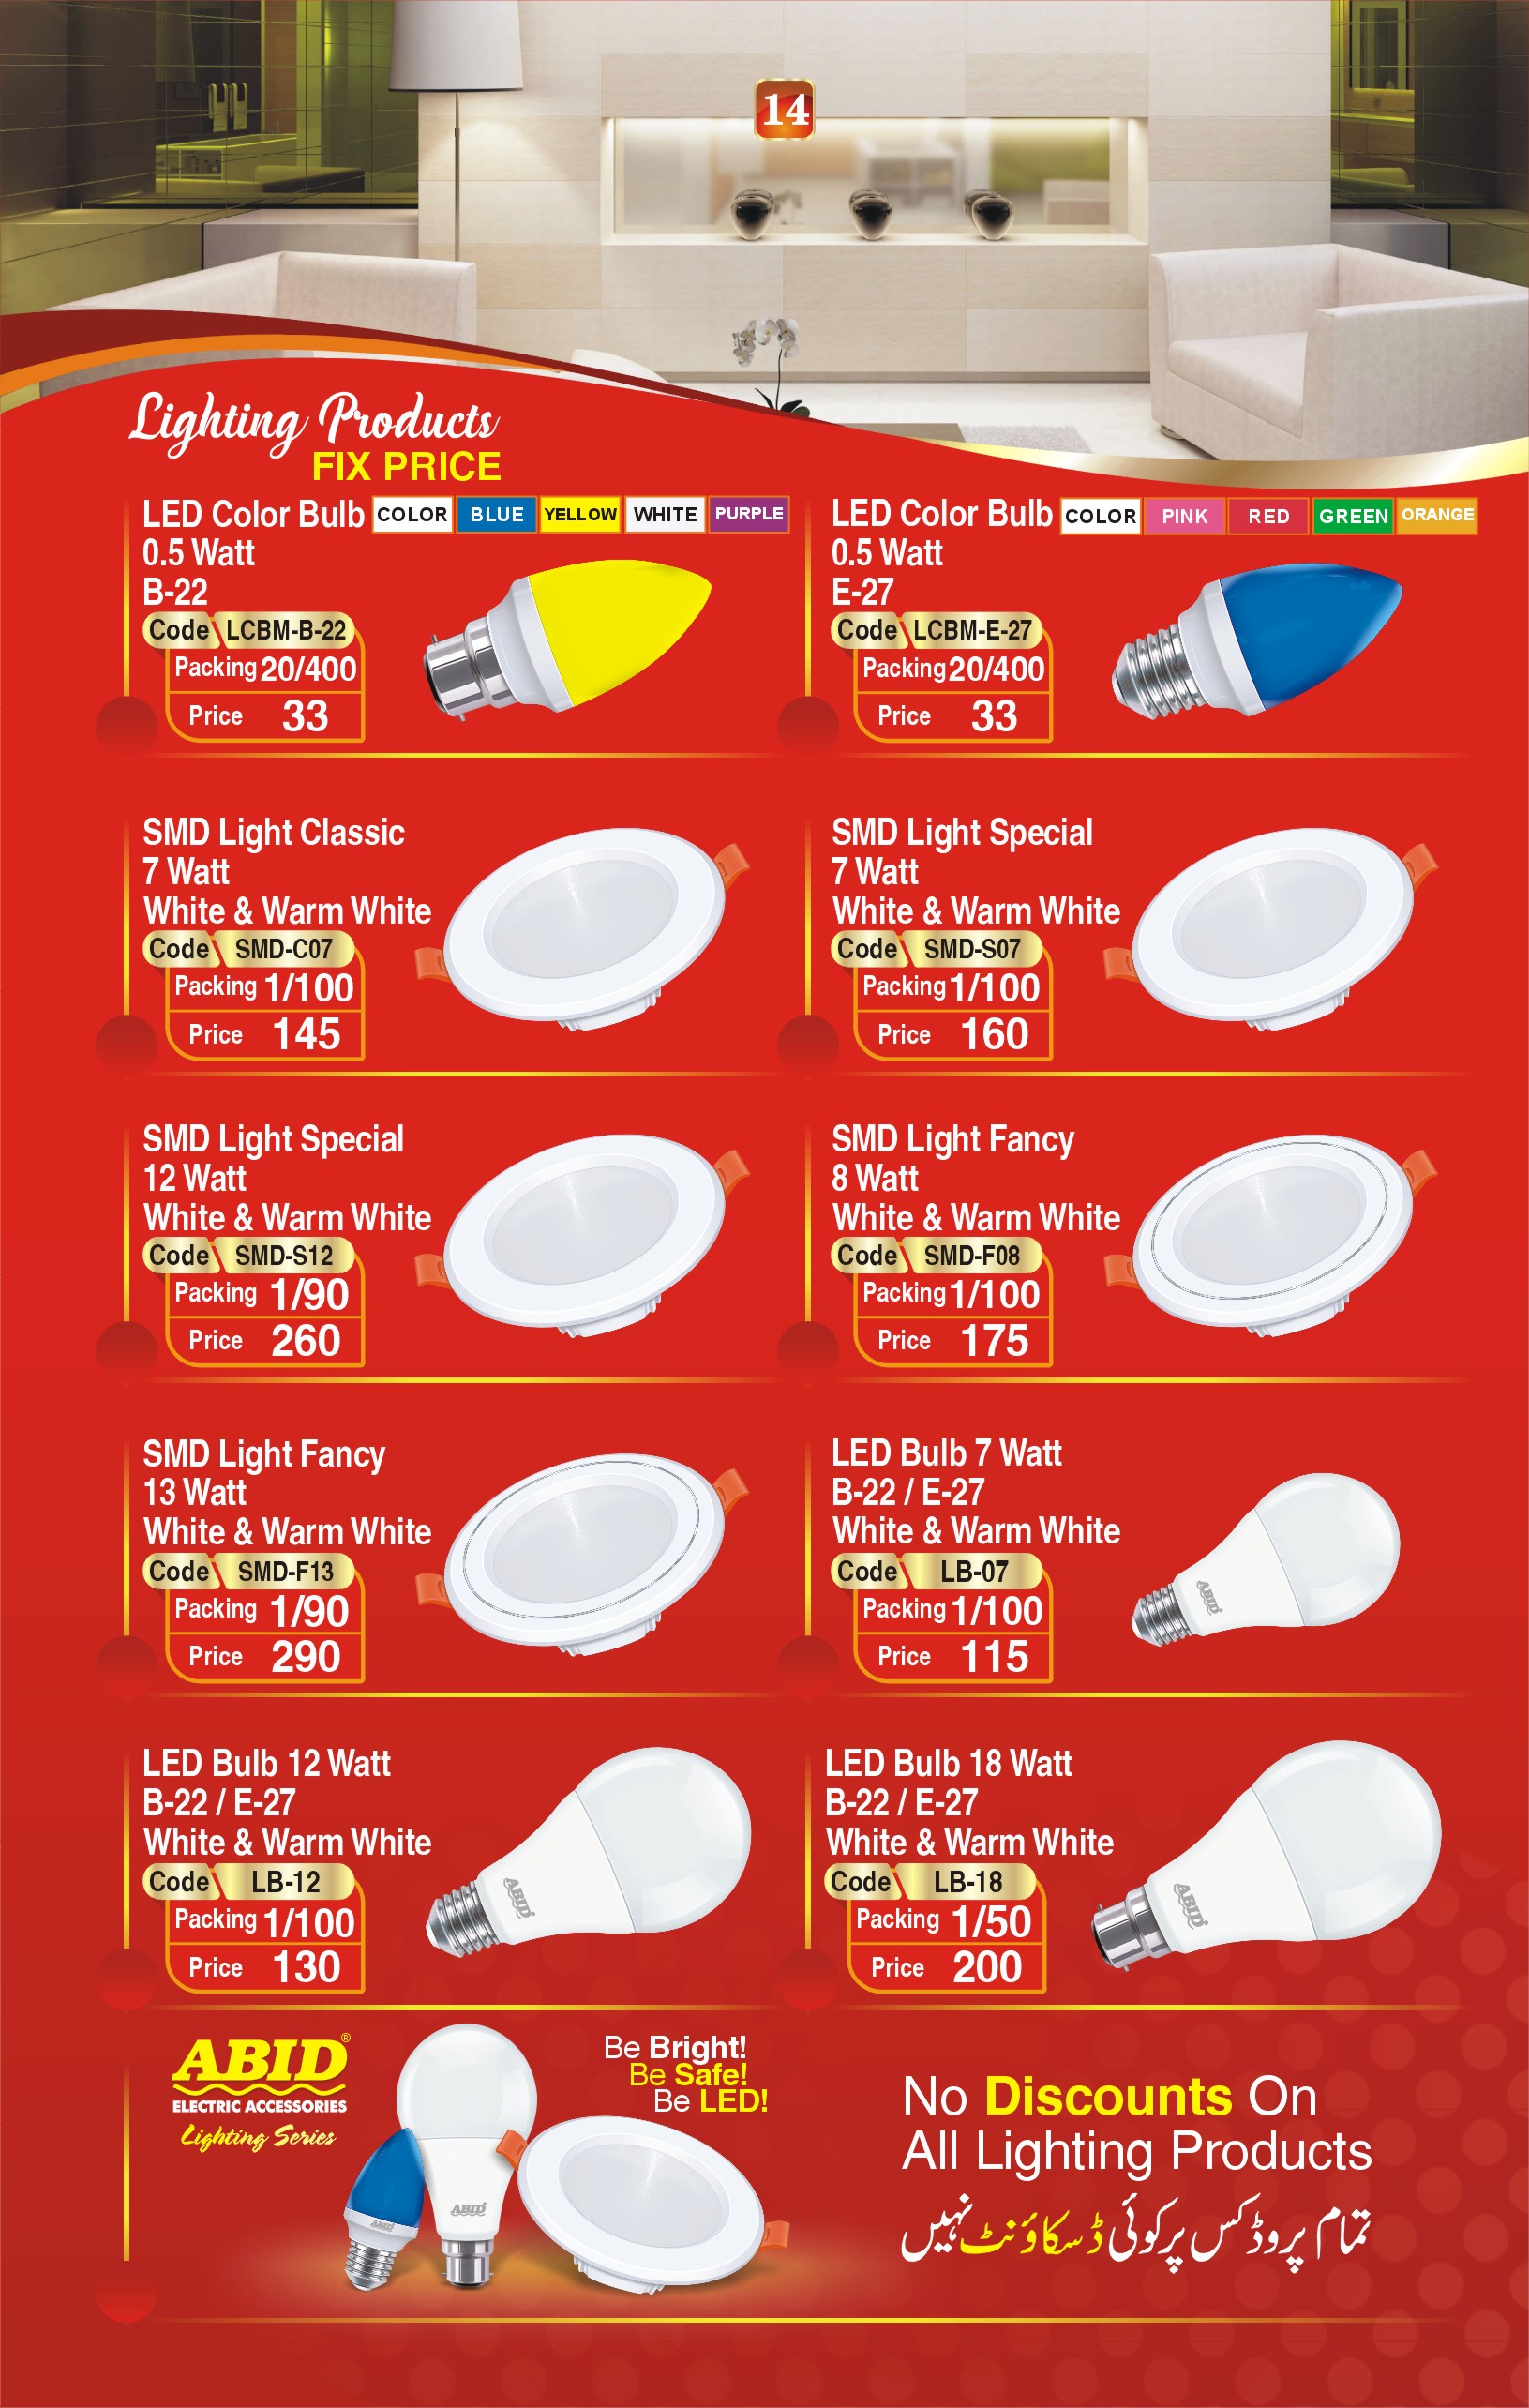 14
Lighting Products
FIX PRICE
LED Color Bulb COLOR BLUE YELLOW WHITE PURPLE
0.5 Watt
B-22
Code LCBM-B-22
Packing 20/400
Price 33
LED Color Bulb COLOR PINK RED GREEN ORANGE
0.5 Watt
E-27
Code LCBM-E-27
Packing 20/400
Price 33
SMD Light Classic
7 Watt
White & Warm White
Code SMD-C07
Packing 1/100
Price 145
SMD Light Special
7 Watt
White & Warm White
Code SMD-S07
Packing 1/100
Price 160
SMD Light Special
12 Watt
White & Warm White
Code SMD-S12
Packing 1/90
Price 260
SMD Light Fancy
8 Watt
White & Warm White
Code SMD-F08
Packing 1/100
Price 175
SMD Light Fancy
13 Watt
White & Warm White
Code SMD-F13
Packing 1/90
Price 290
LED Bulb 7 Watt
B-22 / E-27
White & Warm White
Code LB-07
Packing 1/100
Price 115
ABID
LED Bulb 12 Watt
B-22 / E-27
White & Warm White
Code LB-12
Packing 1/100
Price 130
ABID
LED Bulb 18 Watt
B-22 / E-27
White & Warm White
Code LB-18
Packing 1/50
Price 200
ABID
ABID®
ELECTRIC ACCESSORIES
Lighting Series
Be Bright!
Be Safe!
Be LED!
ABID
ABID
No Discounts On
All Lighting Products
تمام پروڈکس پرکوئی ڈسکاؤنٹ نہیں